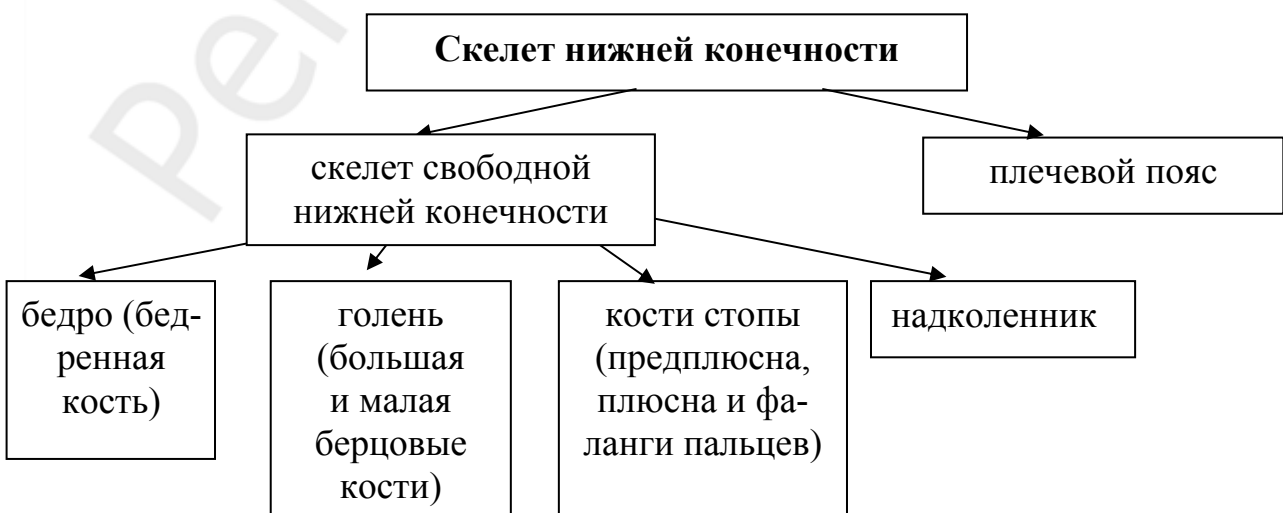 Скелет нижней конечности
скелет свободной
нижней конечности
плечевой пояс
бедро (бед-
ренная
кость)
голень
(большая
и малая
берцовые
кости)
кости стопы
(предплюсна,
плюсна и фа-
ланги пальцев)
надколенник